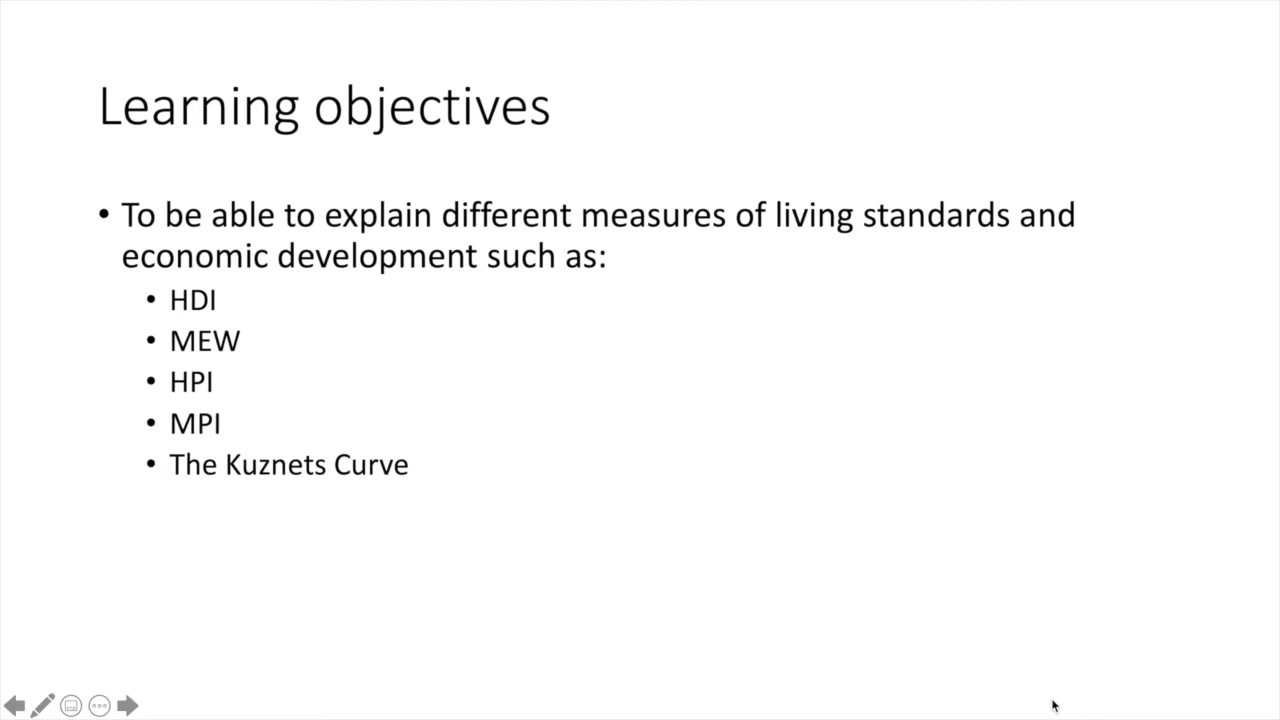 Learning objectives
• To be able to explain different measures of living standards and
economic development such as:
• HDI
• MEW
• HPI
• MPI
• The Kuznets Curve